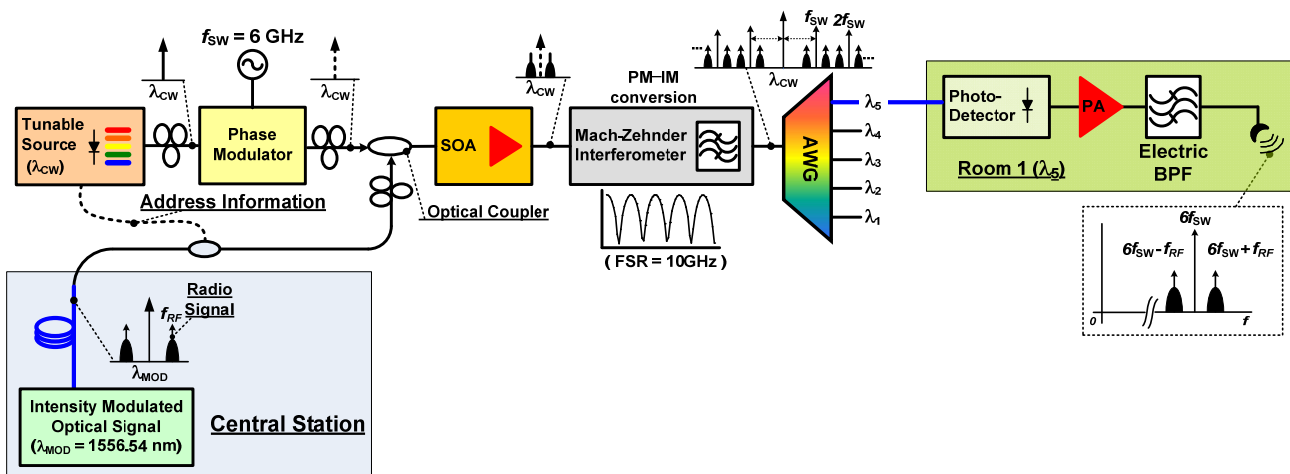 fSW = 6 GHz
λCW
λCW
Tunable
Source
(λCW)
Phase
Modulator
Address Information
Optical Coupler
SOA
λCW
PM–IM
conversion
Mach-Zehnder
Interferometer
( FSR = 10GHz )
fSW 2fSW
λCW
AWG
λ5
λ4
λ3
λ2
λ1
Photo-
Detector
PA
Electric
BPF
Room 1 (λ5)
6fSW
6fSW-fRF
6fSW+fRF
0
f
Radio
Signal
fRF
λMOD
Intensity Modulated
Optical Signal
(λMOD = 1556.54 nm)
Central Station